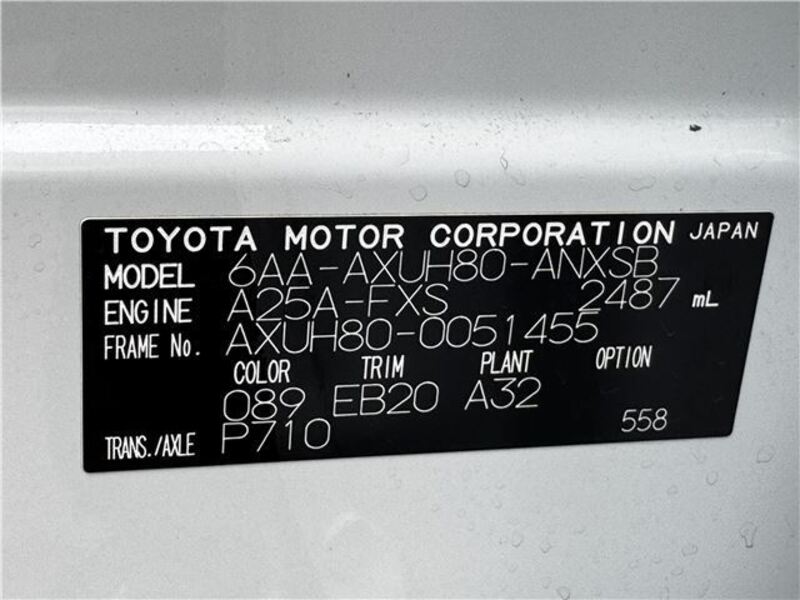 TOYOTA MOTOR CORPORATION JAPAN
MODEL 6AA-AXUH80-ANXSB
ENGINE A25A-FXS 2487 mL
FRAME No. AXUH80-0051455
COLOR TRIM PLANT OPTION
089 EB20 A32
TRANS./AXLE P710 558